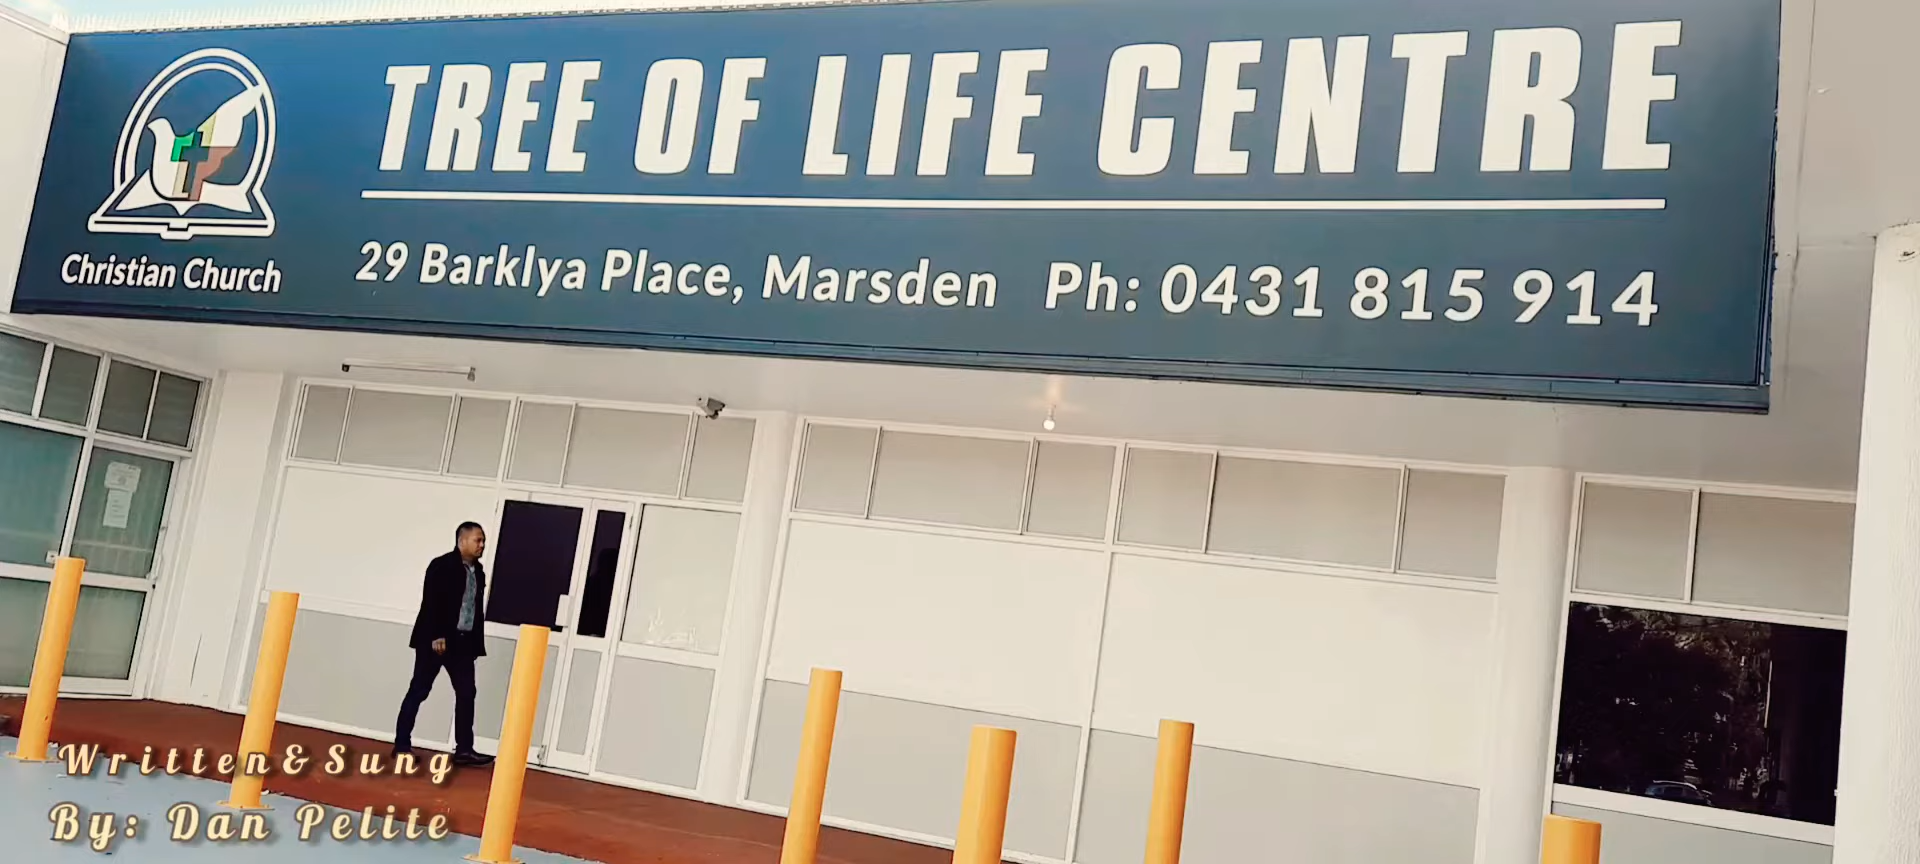 TREE OF LIFE CENTRE
Christian Church
29 Barklya Place, Marsden Ph: 0431 815 914
Written & Sung
By: Dan Pelite